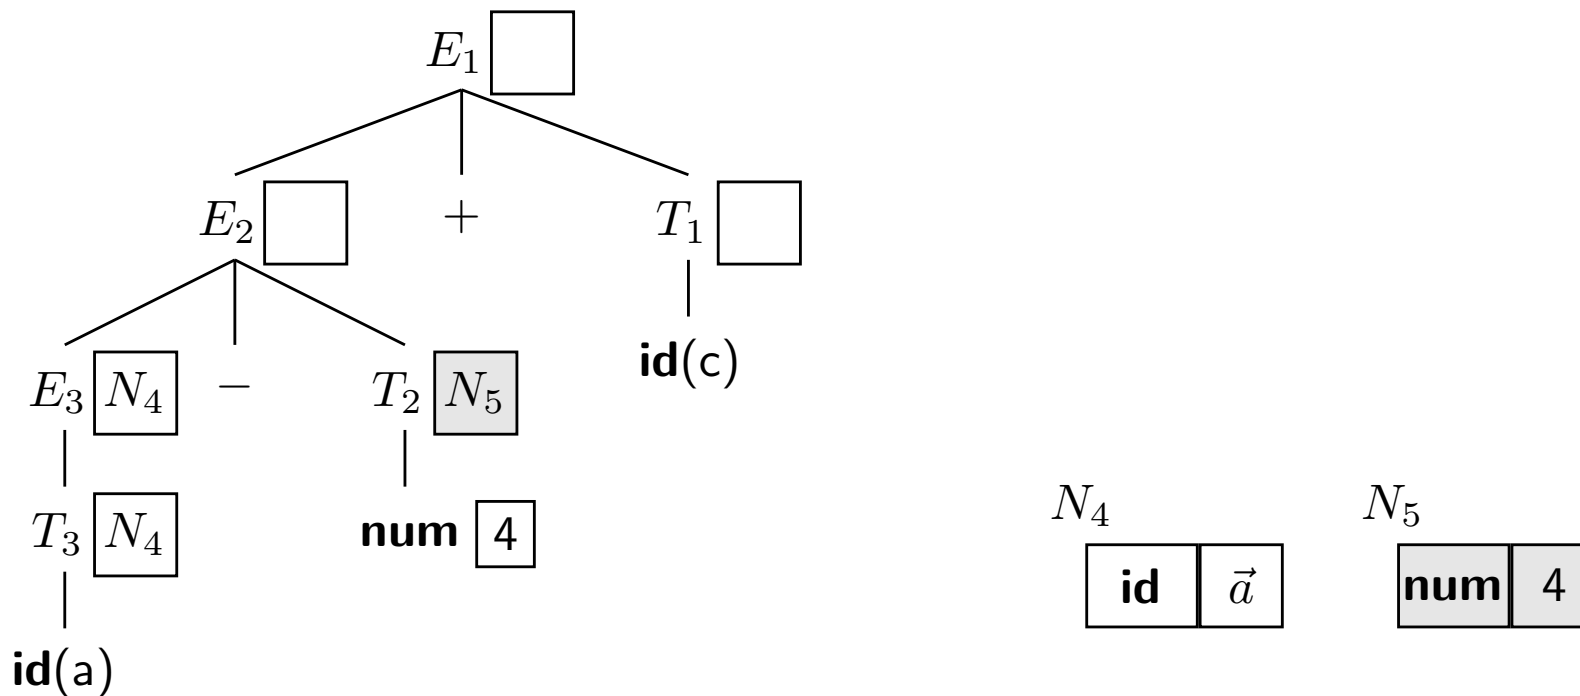 E₁
E₂ + T₁
E₃ N₄ − T₂ N₅ id(c)
T₃ N₄ num 4
id(a)
N₄ N₅
id a⃗ num 4